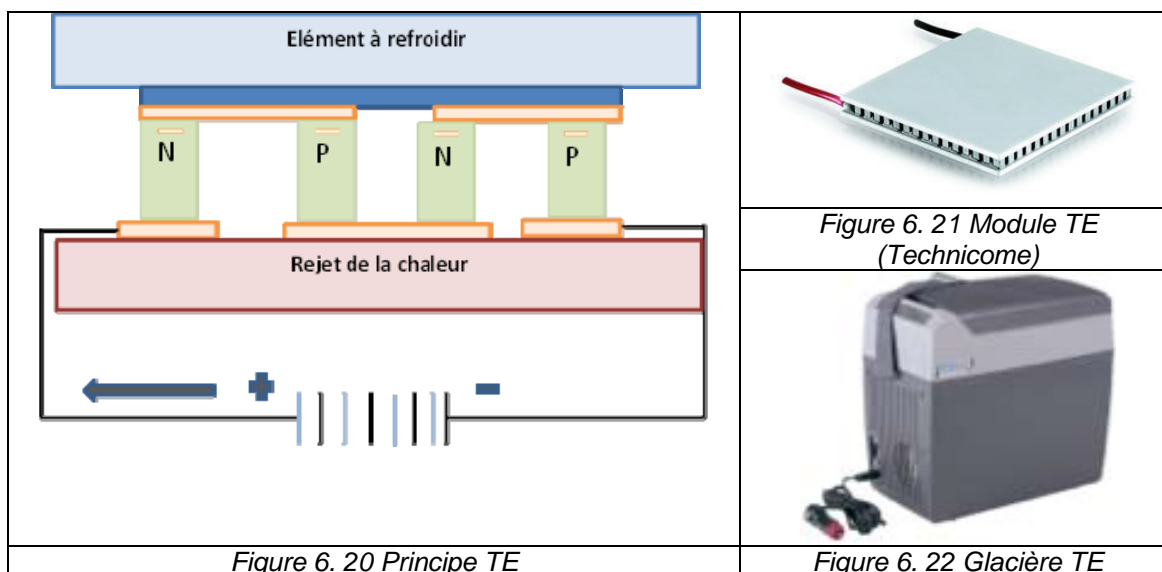 Elément à refroidir
N P N P
Rejet de la chaleur
+ -
Figure 6. 20 Principe TE
Figure 6. 21 Module TE
(Technicome)
Figure 6. 22 Glacière TE